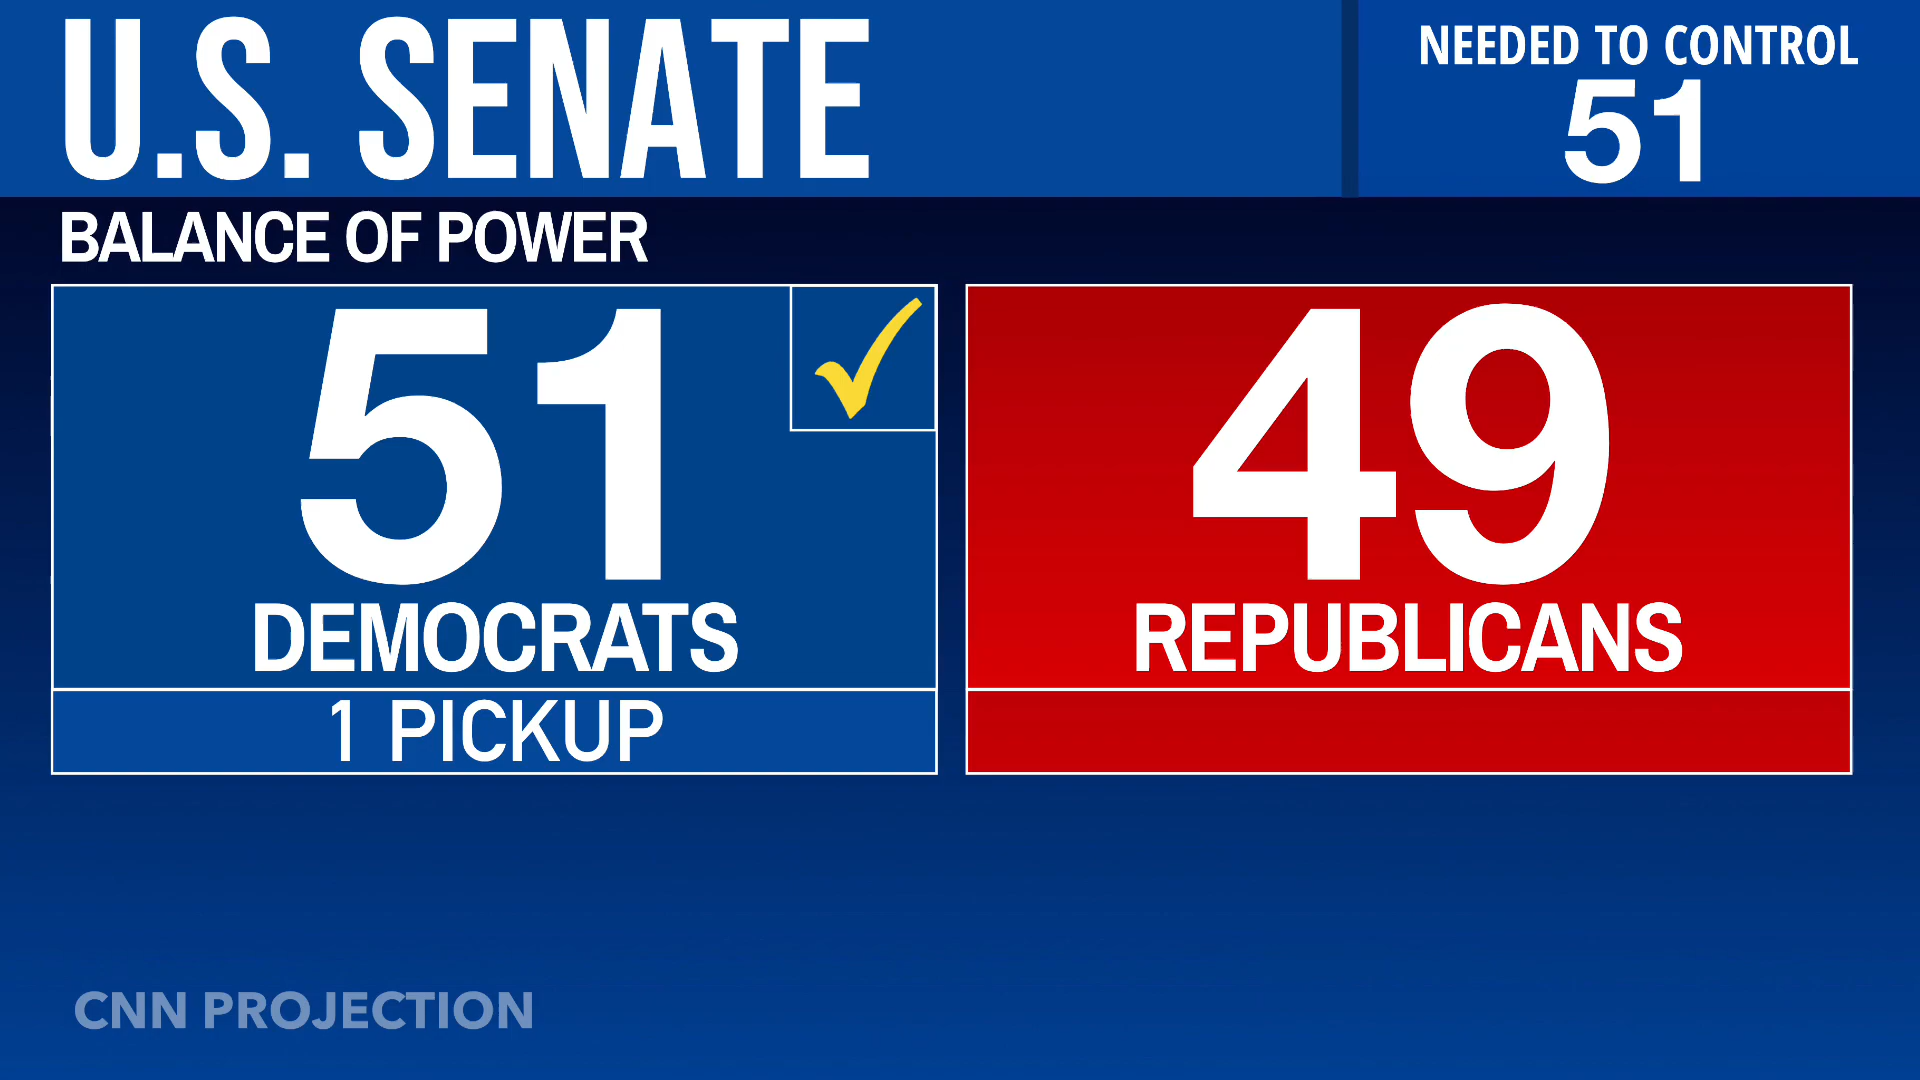 U.S. SENATE
NEEDED TO CONTROL
51
BALANCE OF POWER
51
DEMOCRATS
1 PICKUP
49
REPUBLICANS
CNN PROJECTION